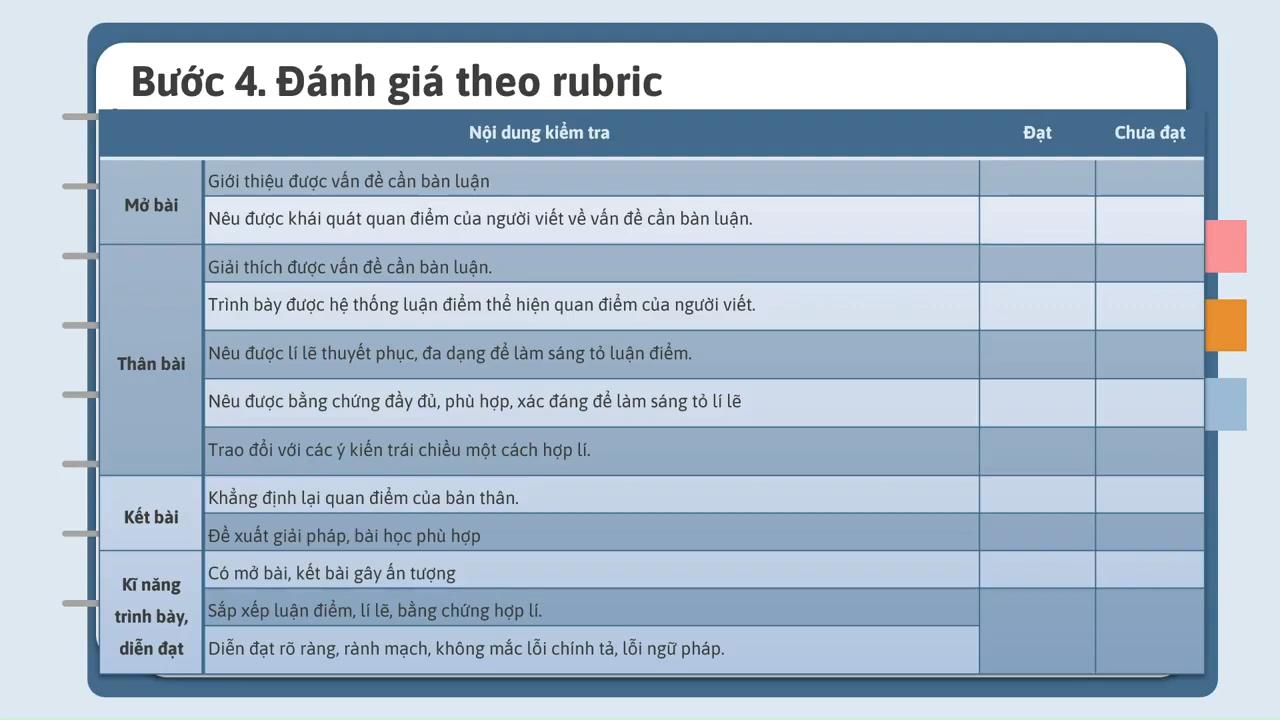 Bước 4. Đánh giá theo rubric
Nội dung kiểm tra Đạt Chưa đạt
Mở bài
Giới thiệu được vấn đề cần bàn luận
Nêu được khái quát quan điểm của người viết về vấn đề cần bàn luận.
Thân bài
Giải thích được vấn đề cần bàn luận.
Trình bày được hệ thống luận điểm thể hiện quan điểm của người viết.
Nêu được lí lẽ thuyết phục, đa dạng để làm sáng tỏ luận điểm.
Nêu được bằng chứng đầy đủ, phù hợp, xác đáng để làm sáng tỏ lí lẽ
Trao đổi với các ý kiến trái chiều một cách hợp lí.
Kết bài
Khẳng định lại quan điểm của bản thân.
Đề xuất giải pháp, bài học phù hợp
Kĩ năng
trình bày,
diễn đạt
Có mở bài, kết bài gây ấn tượng
Sắp xếp luận điểm, lí lẽ, bằng chứng hợp lí.
Diễn đạt rõ ràng, rành mạch, không mắc lỗi chính tả, lỗi ngữ pháp.